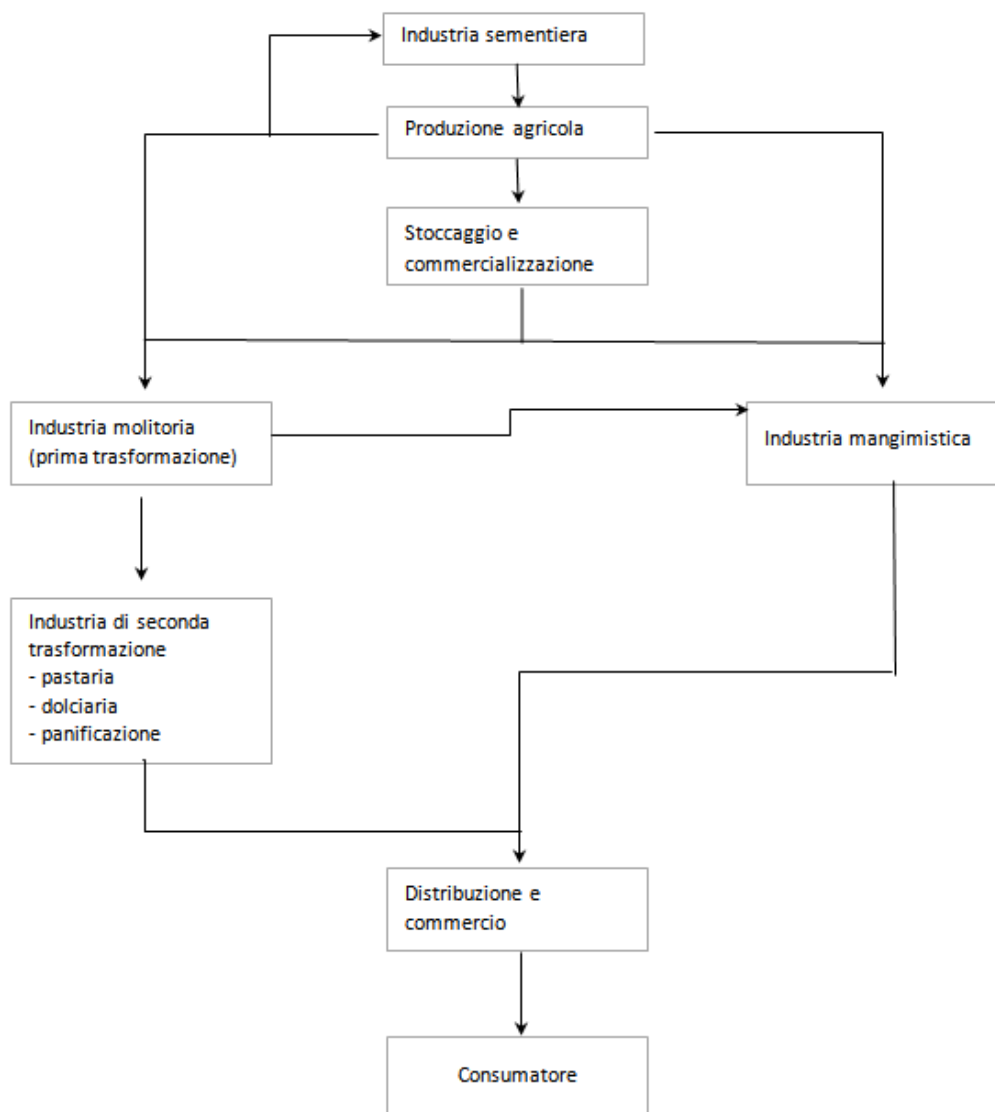 Industria sementiera
Produzione agricola
Stoccaggio e
commercializzazione
Industria molitoria
(prima trasformazione)
Industria mangimistica
Industria di seconda
trasformazione
- pastaria
- dolciaria
- panificazione
Distribuzione e
commercio
Consumatore